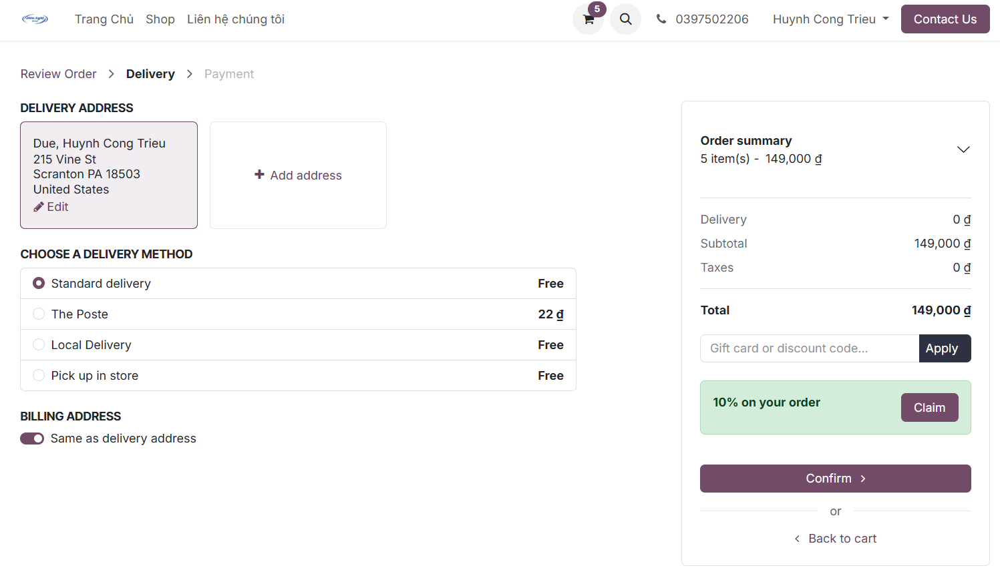 Trang Chủ Shop Liên hệ chúng tôi 5 0397502206 Huynh Cong Trieu Contact Us
Review Order > Delivery > Payment
DELIVERY ADDRESS
Due, Huynh Cong Trieu
215 Vine St
Scranton PA 18503
United States
Edit
Add address
CHOOSE A DELIVERY METHOD
Standard delivery Free
The Poste 22 ₫
Local Delivery Free
Pick up in store Free
BILLING ADDRESS
Same as delivery address
Order summary
5 item(s) - 149,000 ₫
Delivery 0 ₫
Subtotal 149,000 ₫
Taxes 0 ₫
Total 149,000 ₫
Gift card or discount code... Apply
10% on your order Claim
Confirm >
or
< Back to cart